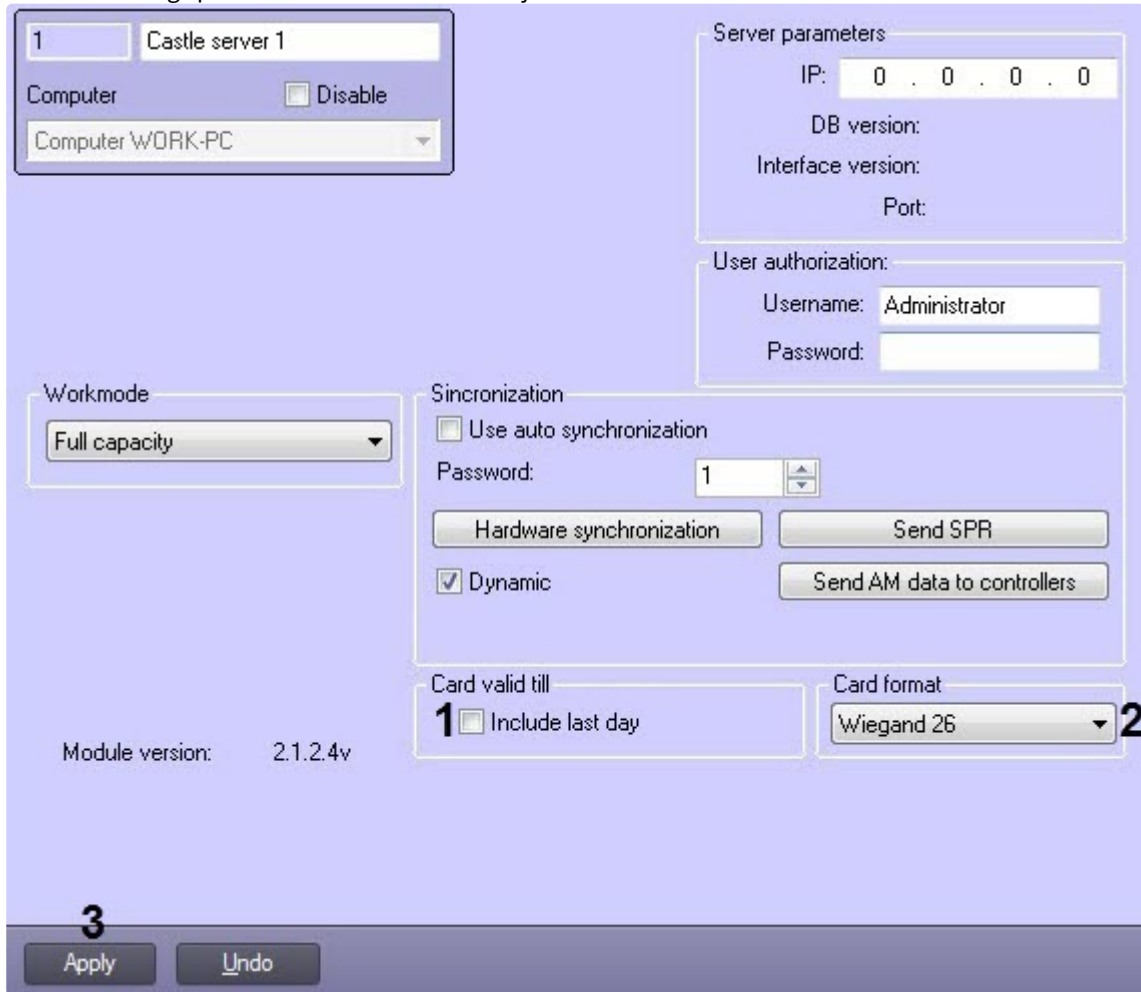 1 Castle server 1
Computer Disable
Computer WORK-PC
Server parameters
IP: 0 . 0 . 0 . 0
DB version:
Interface version:
Port:
User authorization:
Username: Administrator
Password:
Workmode
Full capacity
Sincronization
Use auto synchronization
Password: 1
Hardware synchronization Send SPR
Dynamic Send AM data to controllers
Card valid till
1 Include last day
Card format
Wiegand 26 2
Module version: 2.1.2.4v
3
Apply Undo